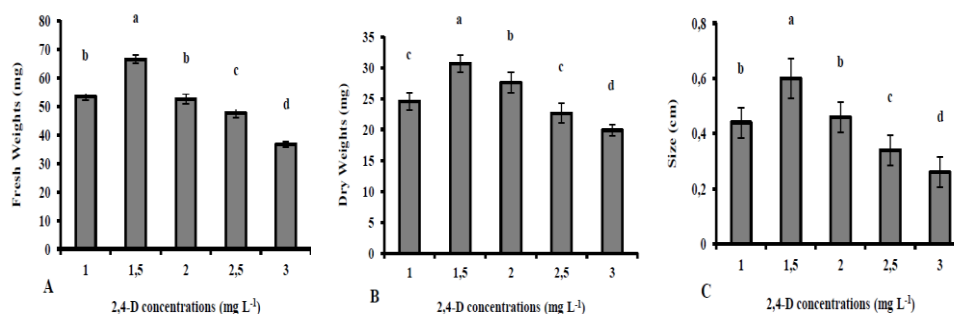 Fresh Weights (mg)
80
70
60
50
40
30
20
10
0
b
a
b
c
d
1
1,5
2
2,5
3
A
2,4-D concentrations (mg L⁻¹)
Dry Weights (mg)
35
30
25
20
15
10
5
0
c
a
b
c
d
1
1,5
2
2,5
3
B
2,4-D concentrations (mg L⁻¹)
Size (cm)
0,8
0,6
0,4
0,2
0
b
a
b
c
d
1
1,5
2
2,5
3
C
2,4-D concentrations (mg L⁻¹)